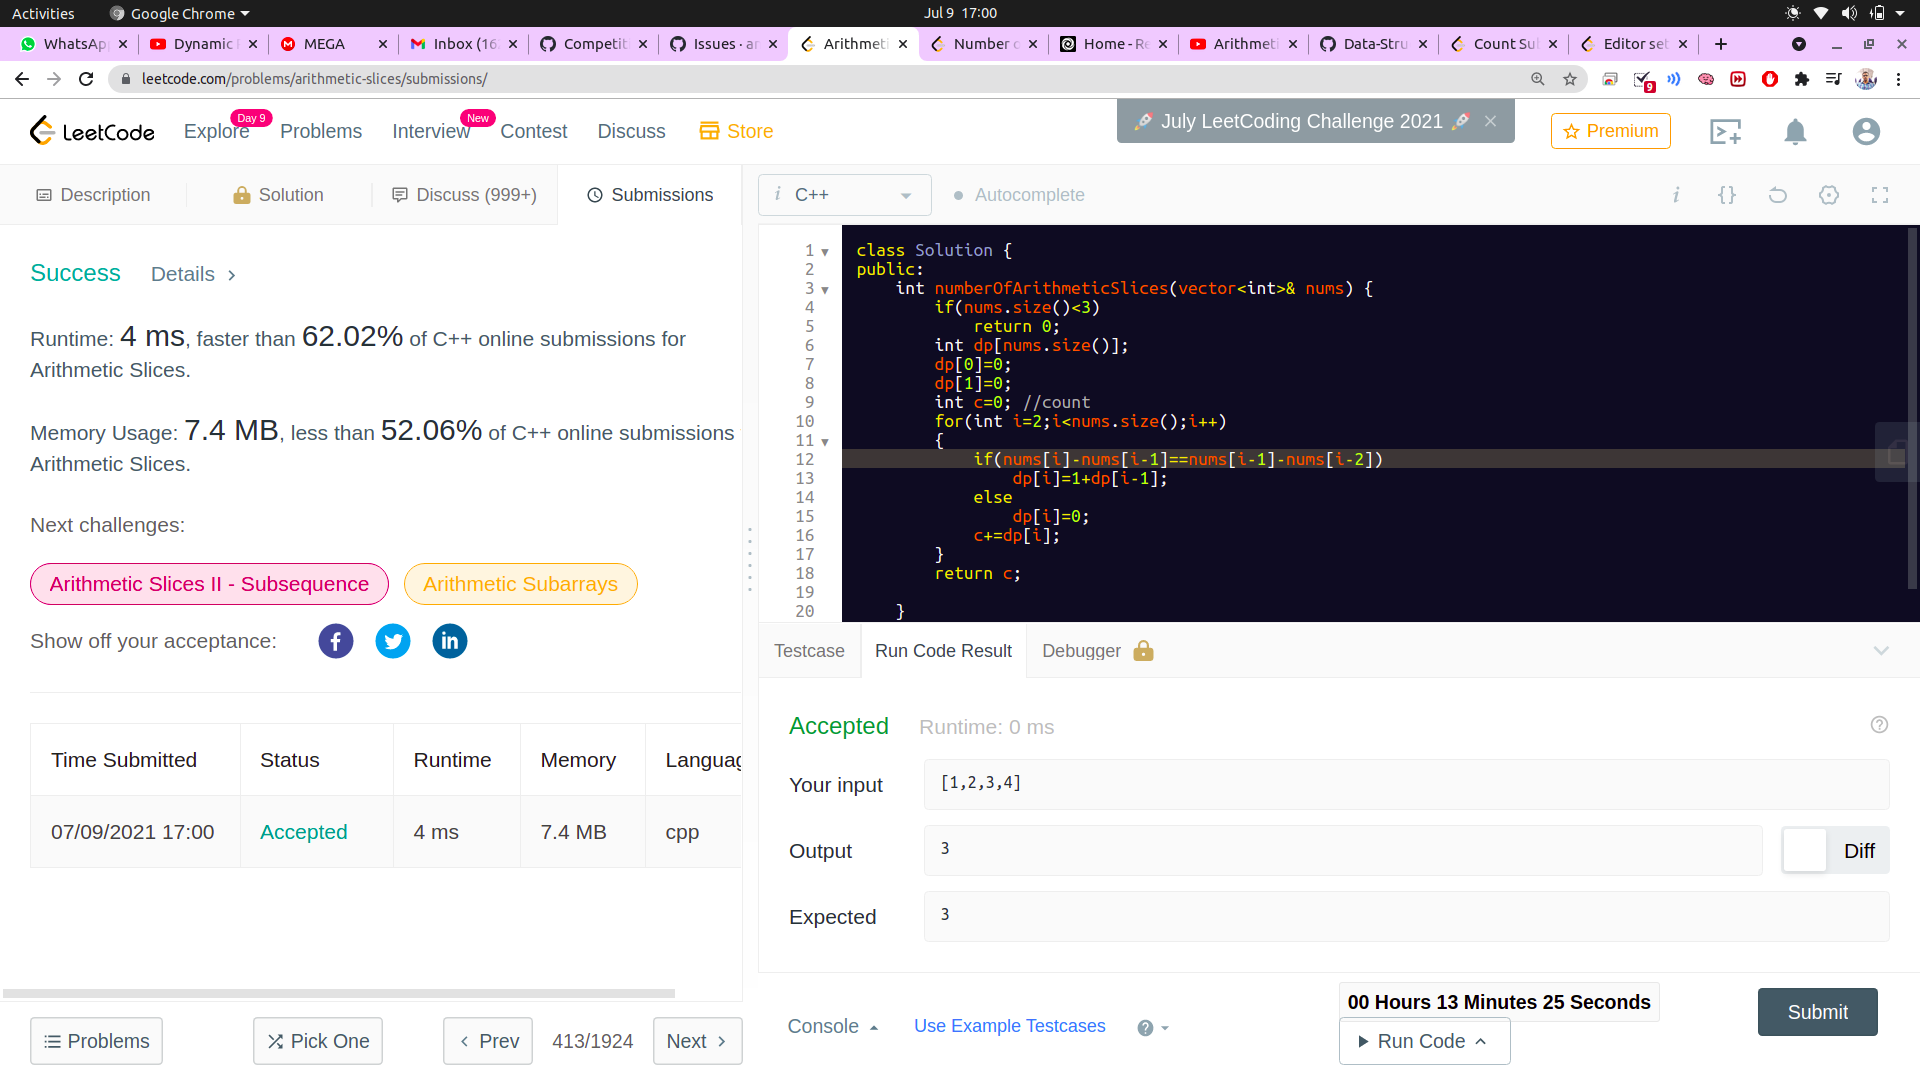 Activities
Google Chrome
Jul 9 17:00
WhatsAp
Dynamic
MEGA
Inbox (16
Competit
Issues · a
Arithmeti
Number
Home - Re
Arithmeti
Data-Stru
Count Su
Editor set
leetcode.com/problems/arithmetic-slices/submissions/
9
LeetCode
Explore
Day 9
Problems
Interview
New
Contest
Discuss
Store
July LeetCoding Challenge 2021
Premium
Description
Solution
Discuss (999+)
Submissions
i C++
Autocomplete
i {}
Success
Details
Runtime: 4 ms, faster than 62.02% of C++ online submissions for
Arithmetic Slices.
Memory Usage: 7.4 MB, less than 52.06% of C++ online submissions
Arithmetic Slices.
Next challenges:
Arithmetic Slices II - Subsequence
Arithmetic Subarrays
Show off your acceptance:
Time Submitted Status Runtime Memory Languag
07/09/2021 17:00 Accepted 4 ms 7.4 MB cpp
1 class Solution {
2 public:
3 int numberOfArithmeticSlices(vector<int>& nums) {
4 if(nums.size()<3)
5 return 0;
6 int dp[nums.size()];
7 dp[0]=0;
8 dp[1]=0;
9 int c=0; //count
10 for(int i=2;i<nums.size();i++)
11 {
12 if(nums[i]-nums[i-1]==nums[i-1]-nums[i-2])
13 dp[i]=1+dp[i-1];
14 else
15 dp[i]=0;
16 c+=dp[i];
17 }
18 return c;
19
20 }
Testcase
Run Code Result
Debugger
Accepted
Runtime: 0 ms
Your input
[1,2,3,4]
Output
3
Diff
Expected
3
Problems
Pick One
Prev
413/1924
Next
Console
Use Example Testcases
00 Hours 13 Minutes 25 Seconds
Run Code
Submit